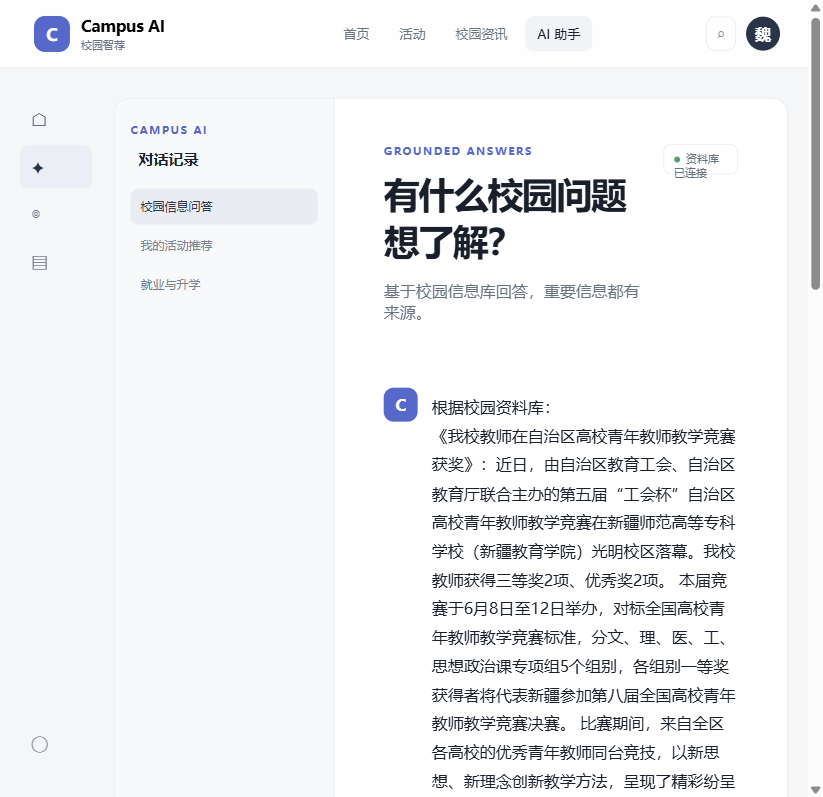 C
Campus AI
校园智荐
首页
活动
校园资讯
AI 助手
魏
CAMPUS AI
对话记录
校园信息问答
我的活动推荐
就业与升学
GROUNDED ANSWERS
资料库
已连接
有什么校园问题
想了解？
基于校园信息库回答，重要信息都有
来源。
C
根据校园资料库：
《我校教师在自治区高校青年教师教学竞赛
获奖》：近日，由自治区教育工会、自治区
教育厅联合主办的第五届“工会杯”自治区
高校青年教师教学竞赛在新疆师范高等专科
学校（新疆教育学院）光明校区落幕。我校
教师获得三等奖2项、优秀奖2项。 本届竞
赛于6月8日至12日举办，对标全国高校青
年教师教学竞赛标准，分文、理、医、工、
思想政治课专项组5个组别，各组别一等奖
获得者将代表新疆参加第八届全国高校青年
教师教学竞赛决赛。 比赛期间，来自全区
各高校的优秀青年教师同台竞技，以新思
想、新理念创新教学方法，呈现了精彩纷呈